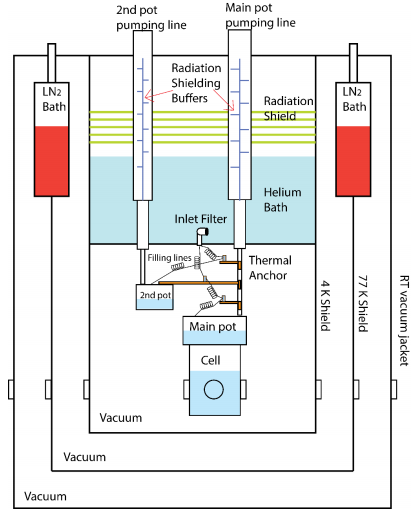 2nd pot
pumping line
Main pot
pumping line
LN2
Bath
Radiation
Shielding
Buffers
Radiation
Shield
LN2
Bath
Helium
Bath
Inlet Filter
Filling lines
Thermal
Anchor
2nd pot
Main pot
Cell
4 K Shield
77 K Shield
RT vacuum jacket
Vacuum
Vacuum
Vacuum